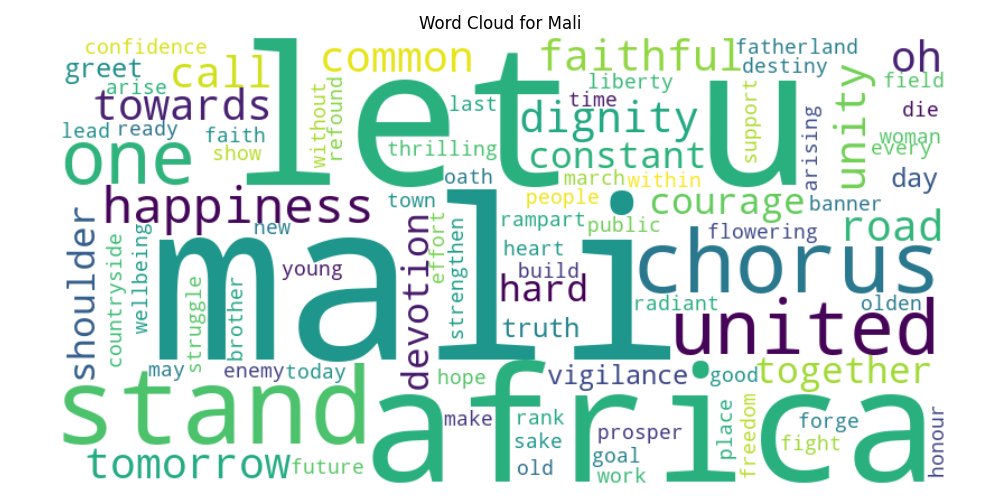 Word Cloud for Mali
confidence
greet
arise
call
common
faithful
fatherland
destiny
oh
field
towards
let u
liberty
time
last
die
lead ready
faith
show
without
refound
thrilling
dignity
constant
support
arising
unity
woman
every
one
oath
march
within
day
happiness
town
people
courage
banner
rampart
public
road
shoulder
countryside
wellbeing
new
young
devotion
effort
strengthen
heart
flowering
chorus
build
hard
mali
radiant
olden
truth
united
struggle
brother
may
enemy
today
hope
vigilance
good
together
stand
africa
make
rank
sake
prosper
place
freedom
forge
fight
honour
tomorrow
future
old
goal
work